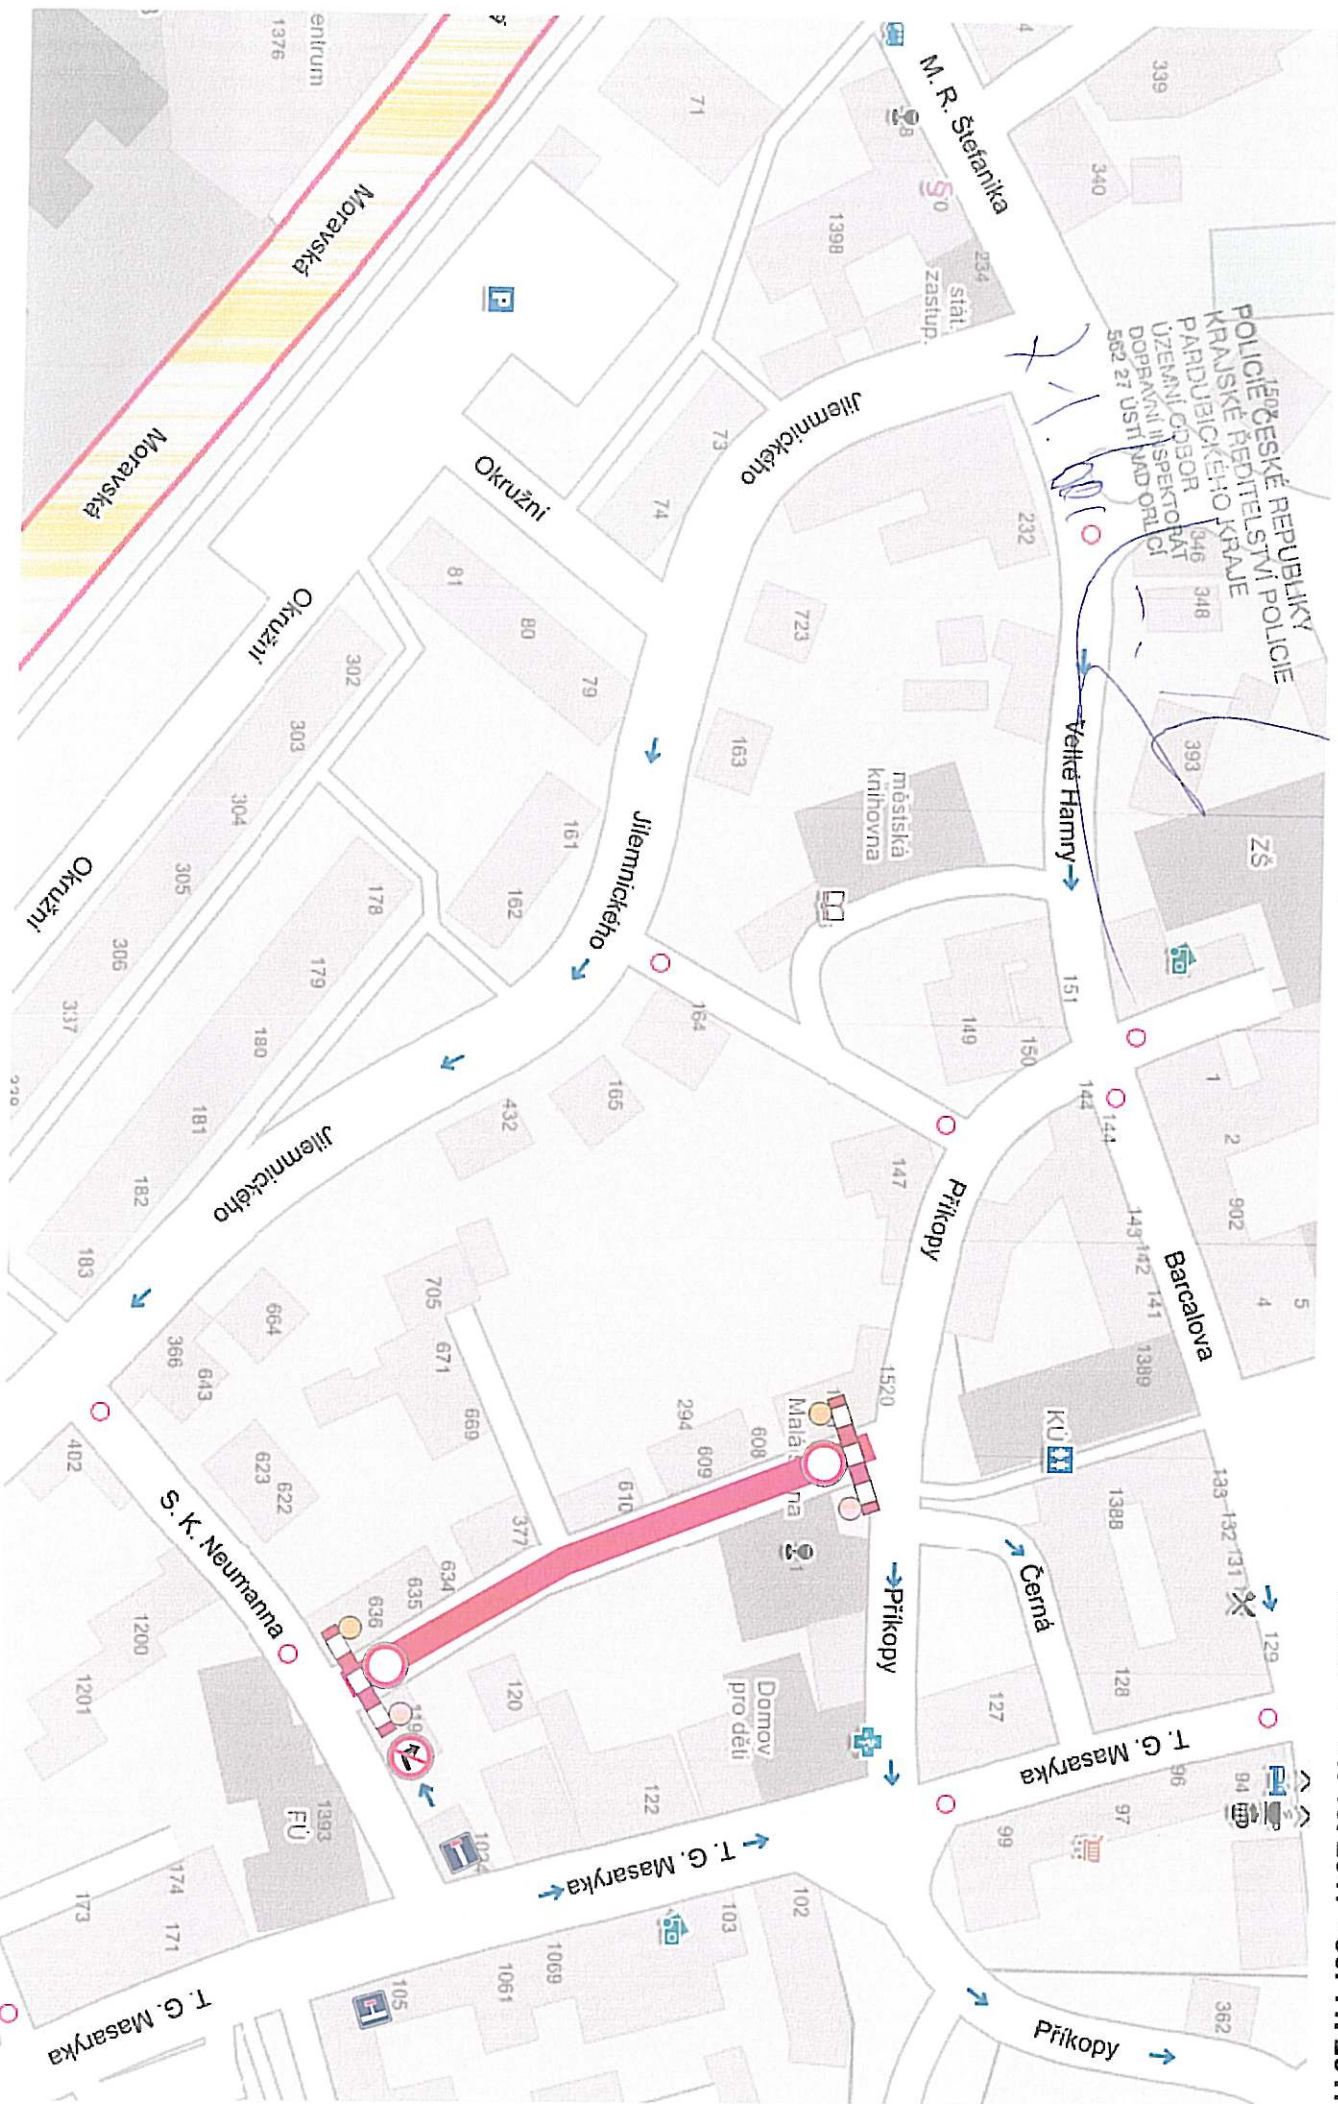 entrum
1376
Moravská
Moravská
71
M. R. Štefanika
4
339
340
1398
234
stát.
zastup.
POLICIE ČESKÉ REPUBLIKY
KRAJSKÉ ŘEDITELSTVÍ POLICIE
PARDUBICKÉHO KRAJE
ÚZEMNÍ ODBOR
DOPRAVNÍ INSPEKTORÁT
562 27 ÚSTÍ NAD ORLICÍ
346
348
393
ZŠ
P
Okružní
Okružní
Okružní
73
74
Jilemnického
232
723
163
81
80
79
302
303
304
305
306
337
178
179
180
181
182
183
161
162
Jilemnického
městská
knihovna
Velké Hamry
151
149
150
164
165
432
Jilemnického
147
144
144
143
142
141
1389
1
2
902
4
5
Příkopy
Barcalova
KÚ
1520
705
671
669
664
366
643
623
622
402
294
608
609
610
377
634
635
636
Malá
na
S. K. Neumanna
1200
1201
1393
FÚ
120
119
122
Domov
pro děti
Příkopy
Černá
133
132
131
129
1388
128
127
T. G. Masaryka
96
94
97
99
T. G. Masaryka
102
103
1069
1061
105
H
174
173
171
T. G. Masaryka
362
Příkopy